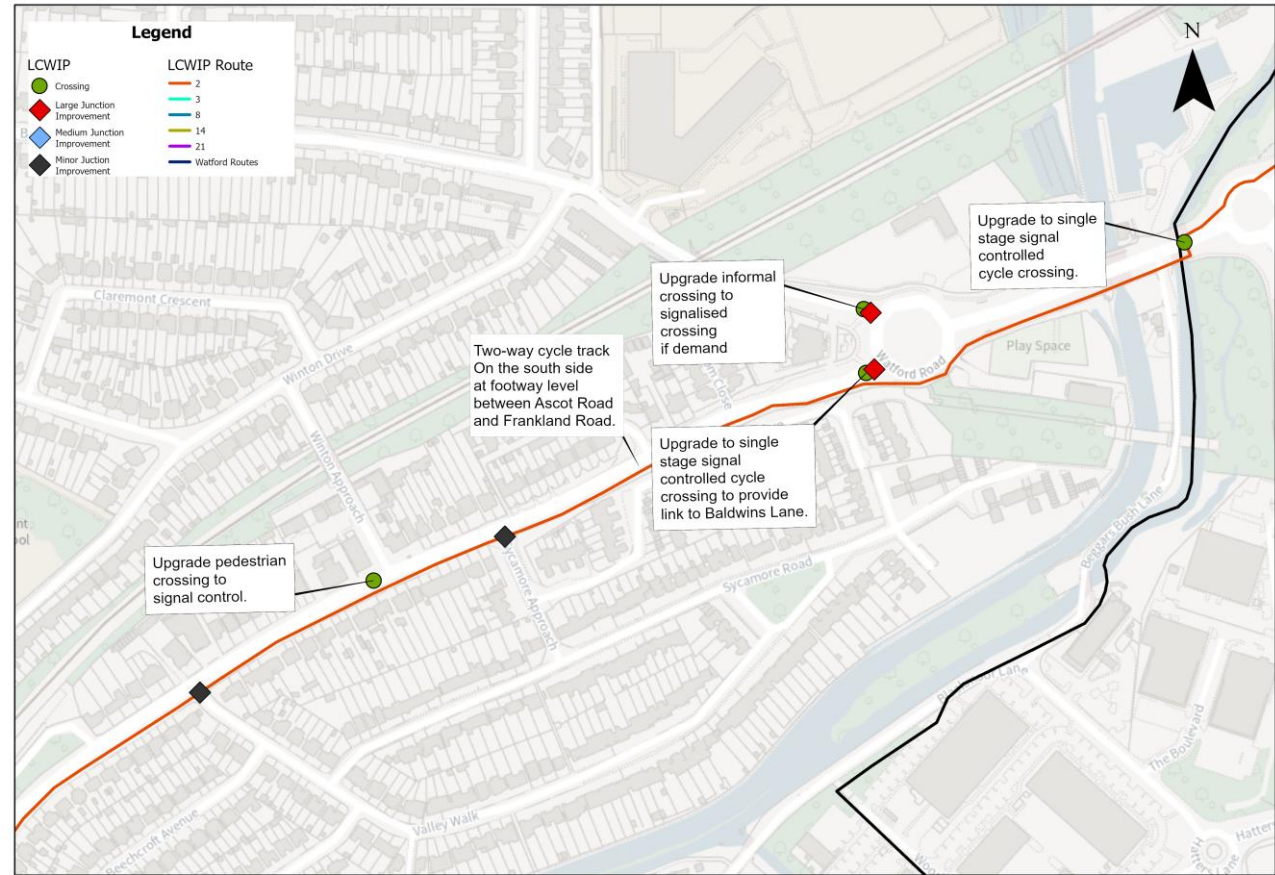 Legend
LCWIP
Crossing
Large Junction
Improvement
Medium Junction
Improvement
Minor Juction
Improvement
LCWIP Route
2
3
8
14
21
Watford Routes
N
Upgrade to single
stage signal
controlled
cycle crossing.
Upgrade informal
crossing to
signalised
crossing
if demand
Two-way cycle track
On the south side
at footway level
between Ascot Road
and Frankland Road.
Upgrade to single
stage signal
controlled cycle
crossing to provide
link to Baldwins Lane.
Upgrade pedestrian
crossing to
signal control.
Claremont Crescent
Winton Drive
Winton Approach
Close
Watford Road
Play Space
Sycamore Approach
Sycamore Road
Beggars Bush Lane
Lane
The Boulevard
Hatters Lane
Valley Walk
Beechcroft Avenue